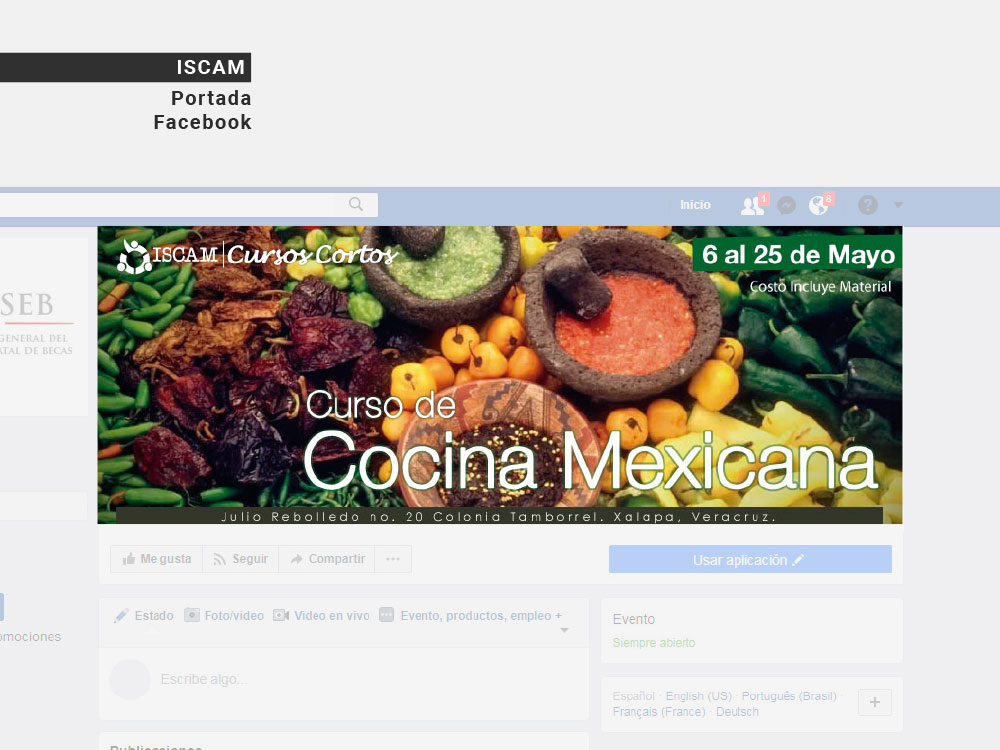 ISCAM
Portada
Facebook
Inicio
1
8
?
ISCAM | Cursos Cortos
6 al 25 de Mayo
Costo Incluye Material
SEB
GENERAL DEL
ATAL DE BECAS
Curso de
Cocina Mexicana
Julio Rebolledo no. 20 Colonia Tamborrel. Xalapa, Veracruz.
Me gusta
Seguir
Compartir
···
Usar aplicación
Estado
Foto/video
Video en vivo
Evento, productos, empleo +
Evento
Siempre abierto
omociones
Escribe algo...
Español · English (US) · Português (Brasil) ·
Français (France) · Deutsch
+
Publicaciones